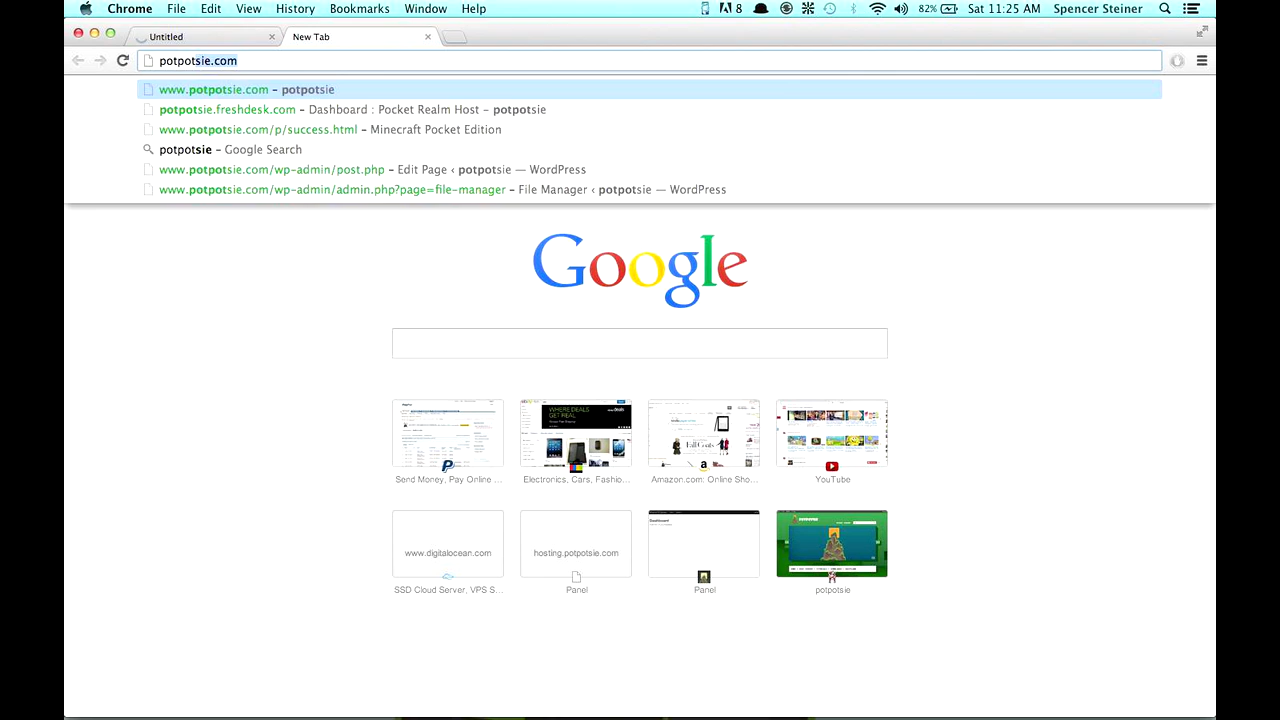 Chrome File Edit View History Bookmarks Window Help 8 82% Sat 11:25 AM Spencer Steiner
Untitled New Tab
potpotsie.com
www.potpotsie.com – potpotsie
potpotsie.freshdesk.com – Dashboard : Pocket Realm Host – potpotsie
www.potpotsie.com/p/success.html – Minecraft Pocket Edition
potpotsie – Google Search
www.potpotsie.com/wp-admin/post.php – Edit Page ‹ potpotsie — WordPress
www.potpotsie.com/wp-admin/admin.php?page=file-manager – File Manager ‹ potpotsie — WordPress
Google
WHERE DEALS
GET REAL
Send Money, Pay Online ... Electronics, Cars, Fashio... Amazon.com: Online Sho... YouTube
Dashboard
www.digitalocean.com hosting.potpotsie.com
SSD Cloud Server, VPS S... Panel Panel potpotsie